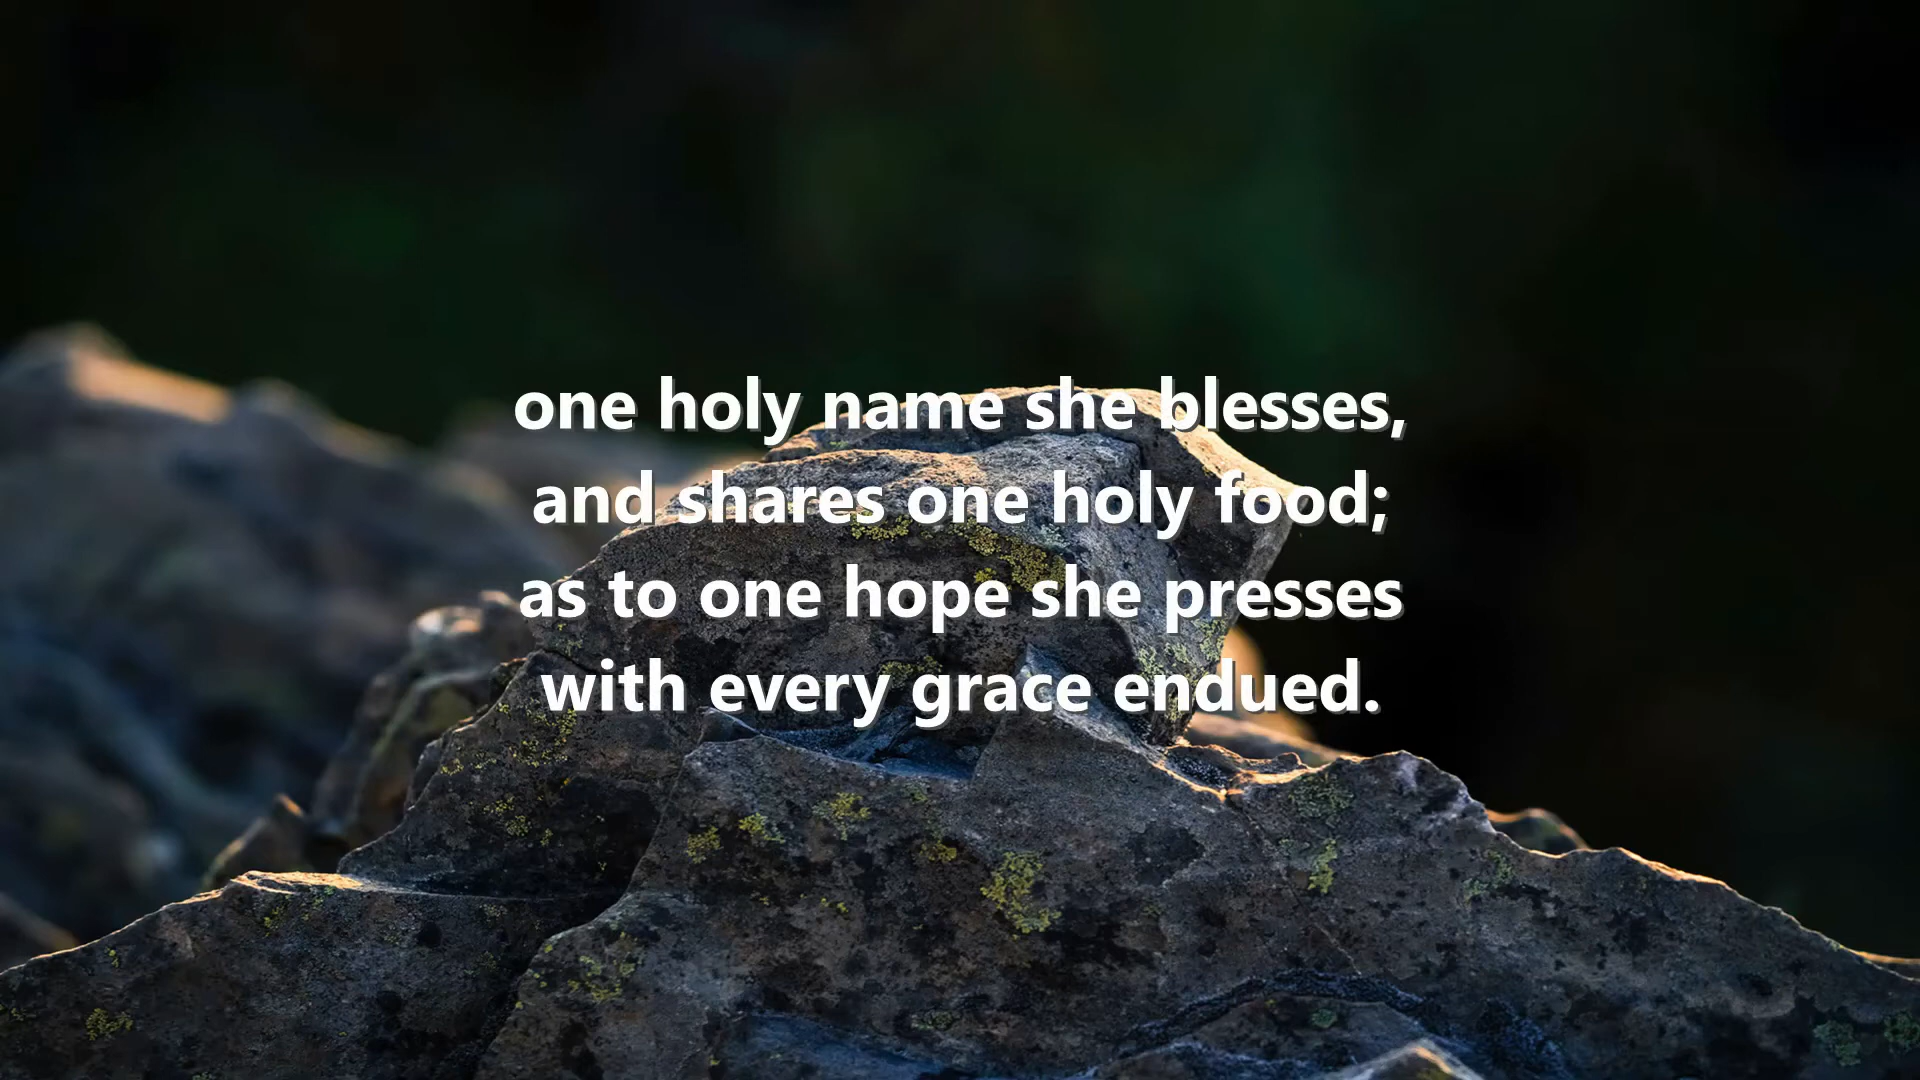 one holy name she blesses,
and shares one holy food;
as to one hope she presses
with every grace endued.